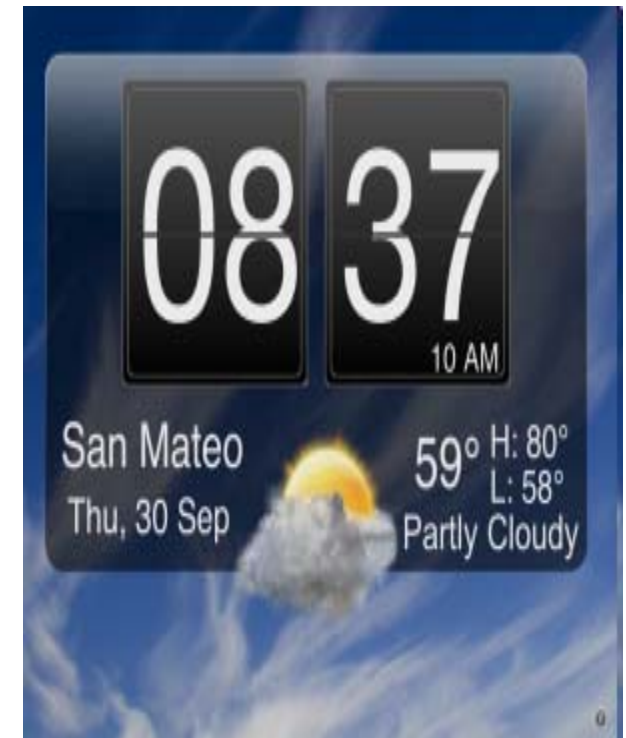 08 37
10 AM
San Mateo
Thu, 30 Sep
59° H: 80°
L: 58°
Partly Cloudy